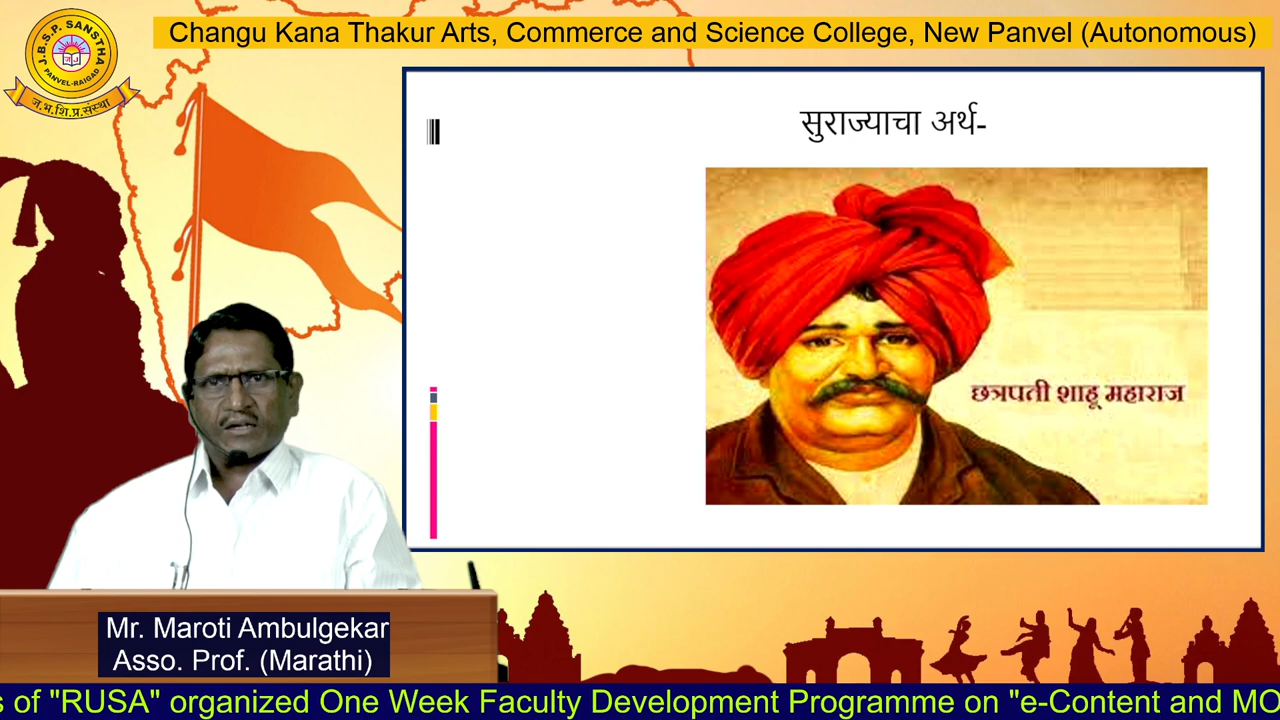 J.B.S.P. SANSTHA
PANVEL-RAIGAD
ज.भ.शि.प्र.संस्था
Changu Kana Thakur Arts, Commerce and Science College, New Panvel (Autonomous)
सुराज्याचा अर्थ-
छत्रपती शाहू महाराज
Mr. Maroti Ambulgekar
Asso. Prof. (Marathi)
s of "RUSA" organized One Week Faculty Development Programme on "e-Content and MO